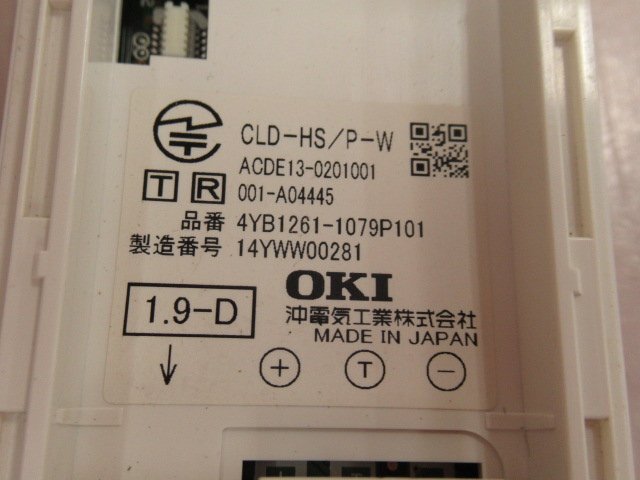 CLD-HS/P-W
ACDE13-0201001
T R 001-A04445
品番 4YB1261-1079P101
製造番号 14YWW00281
OKI
1.9-D
沖電気工業株式会社
MADE IN JAPAN
↓ + T −